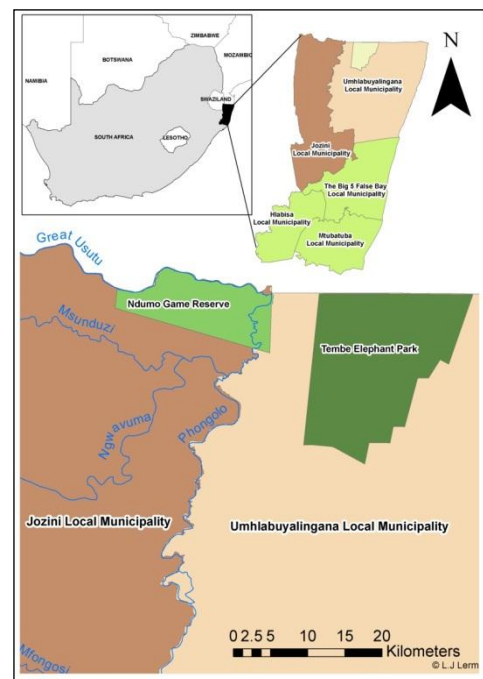 ZIMBABWE
MOZAMBIC
BOTSWANA
NAMIBIA
SWAZILAND
SOUTH AFRICA
LESOTHO
N
Umhlabuyalingana
Local Municipality
Jozini
Local Municipality
The Big 5 False Bay
Local Municipality
Hlabisa
Local Municipality
Mtubatuba
Local Municipality
Great Usutu
Ndumo Game Reserve
Msunduzi
Tembe Elephant Park
Ngwavuma
Phongolo
Jozini Local Municipality
Umhlabuyalingana Local Municipality
Mfongosi
0 2.5 5 10 15 20
Kilometers
© L.J Lerm